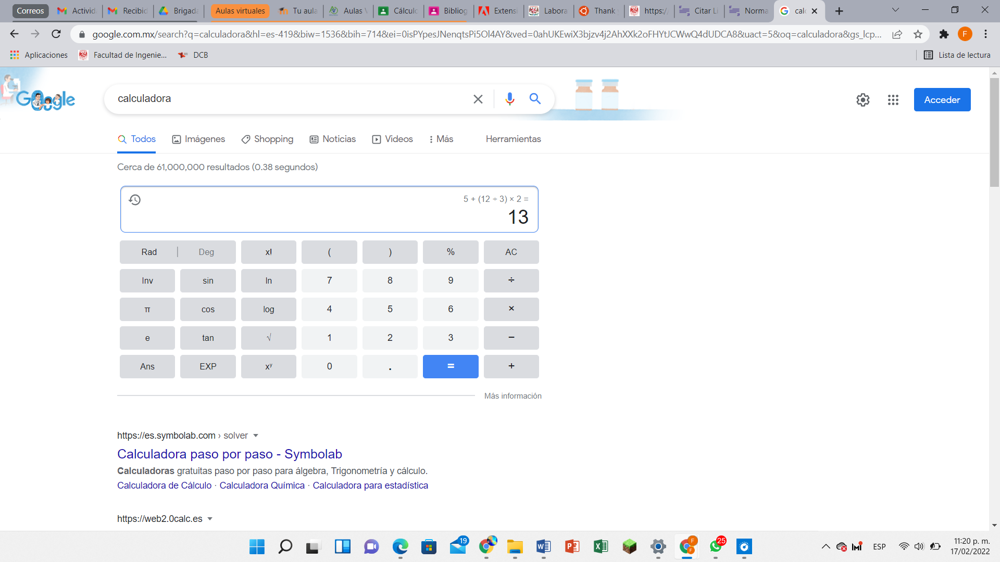 Correos Activid Recibid Brigada Aulas virtuales Tu aula Aulas V Cálculo Bibliog Extensi Labora Thank https:/ Citar Li Norma calc
google.com.mx/search?q=calculadora&hl=es-419&biw=1536&bih=714&ei=0isPYpesJNenqtsPi5Ol4AY&ved=0ahUKEwiX3bjzv4j2AhXXk2oFHYtJCWwQ4dUDCA8&uact=5&oq=calculadora&gs_lcp... F
Aplicaciones Facultad de Ingenie... DCB Lista de lectura
Google calculadora Acceder
Todos Imágenes Shopping Noticias Videos Más Herramientas
Cerca de 61,000,000 resultados (0.38 segundos)
5 + (12 ÷ 3) × 2 =
13
Rad Deg x! ( ) % AC
Inv sin ln 7 8 9 ÷
π cos log 4 5 6 ×
e tan √ 1 2 3 −
Ans EXP xʸ 0 . = +
Más información
https://es.symbolab.com › solver
Calculadora paso por paso - Symbolab
Calculadoras gratuitas paso por paso para álgebra, Trigonometría y cálculo.
Calculadora de Cálculo · Calculadora Química · Calculadora para estadística
https://web2.0calc.es
19 25 ESP 11:20 p. m.
17/02/2022